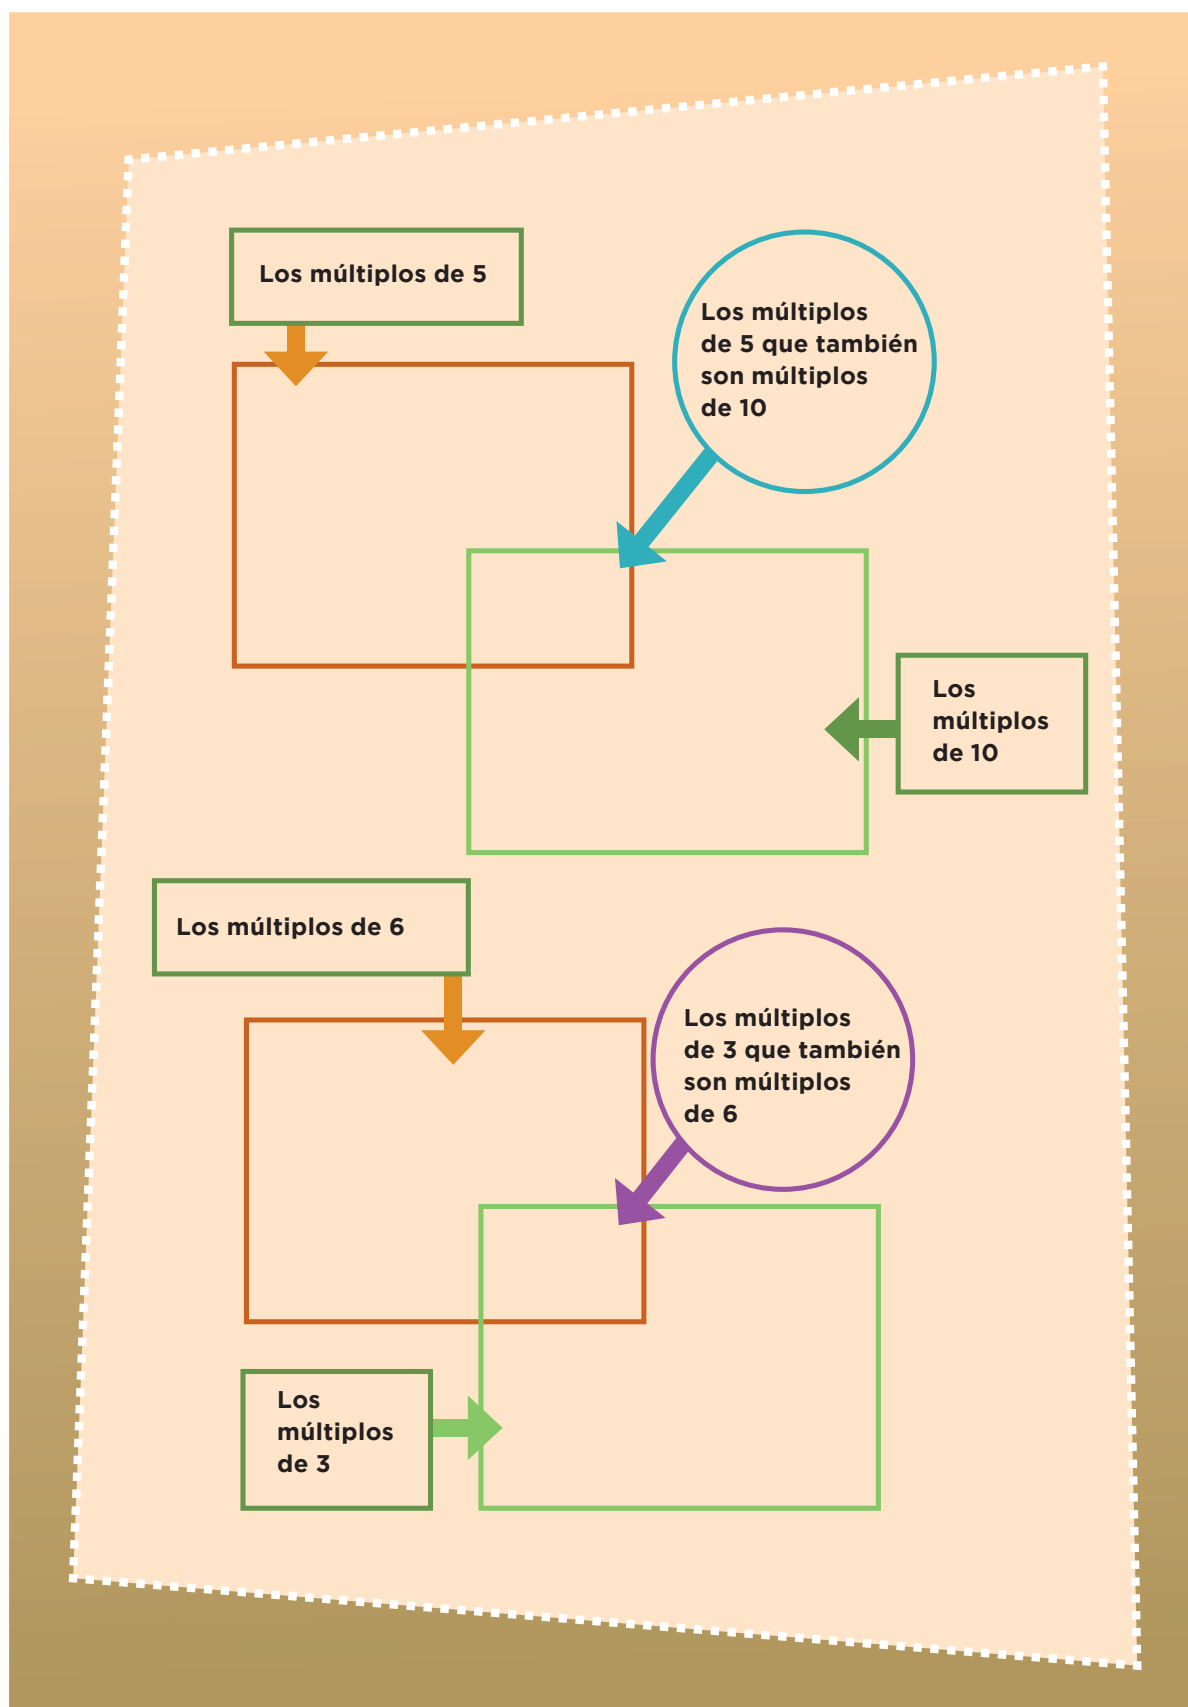 Los múltiplos de 5
Los múltiplos
de 5 que también
son múltiplos
de 10
Los
múltiplos
de 10
Los múltiplos de 6
Los múltiplos
de 3 que también
son múltiplos
de 6
Los
múltiplos
de 3